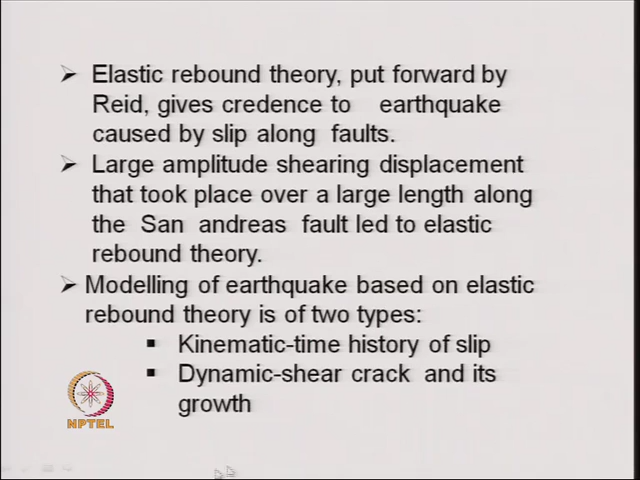 Elastic rebound theory, put forward by
Reid, gives credence to earthquake
caused by slip along faults.
Large amplitude shearing displacement
that took place over a large length along
the San andreas fault led to elastic
rebound theory.
Modelling of earthquake based on elastic
rebound theory is of two types:
Kinematic-time history of slip
Dynamic-shear crack and its
growth
NPTEL